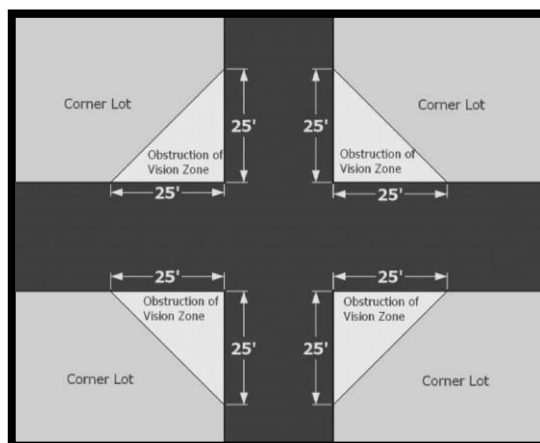 Corner Lot
Corner Lot
25'
25'
Obstruction of
Vision Zone
Obstruction of
Vision Zone
25'
25'
25'
25'
Obstruction of
Vision Zone
Obstruction of
Vision Zone
25'
25'
Corner Lot
Corner Lot